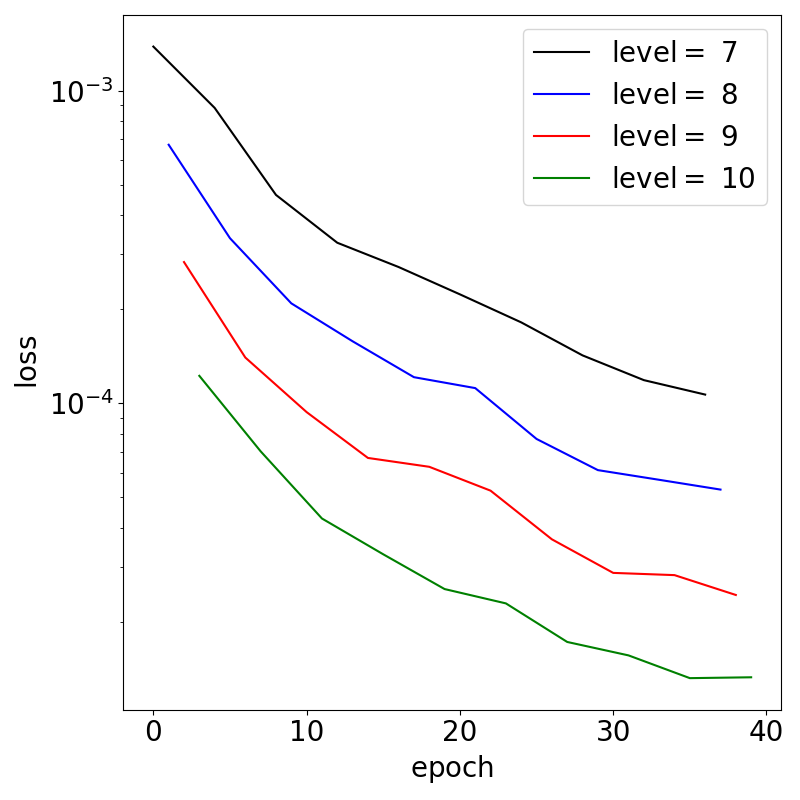 level = 7
level = 8
level = 9
level = 10
10⁻³
10⁻⁴
loss
0 10 20 30 40
epoch